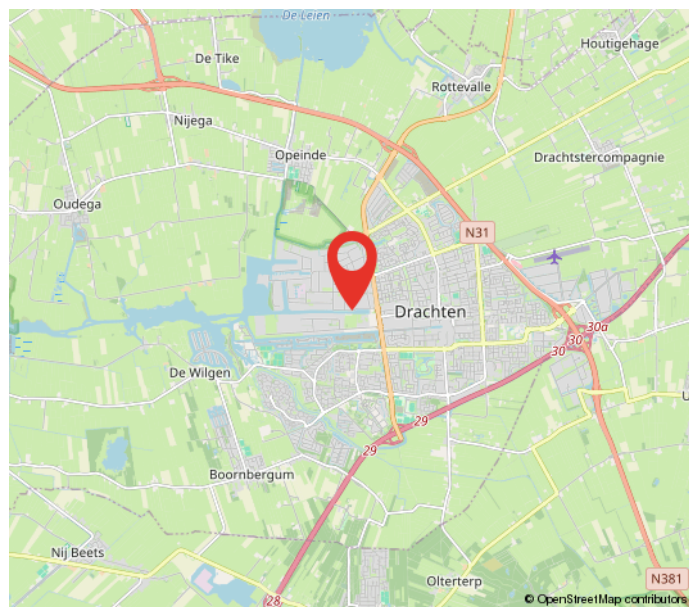 De Leien
Houtigehage
De Tike
Rottevalle
Nijega
Opeinde
Drachtstercompagnie
Oudega
N31
Drachten
30a
30
30
De Wilgen
29
29
Boornbergum
Nij Beets
Olterterp
N381
28
© OpenStreetMap contributors